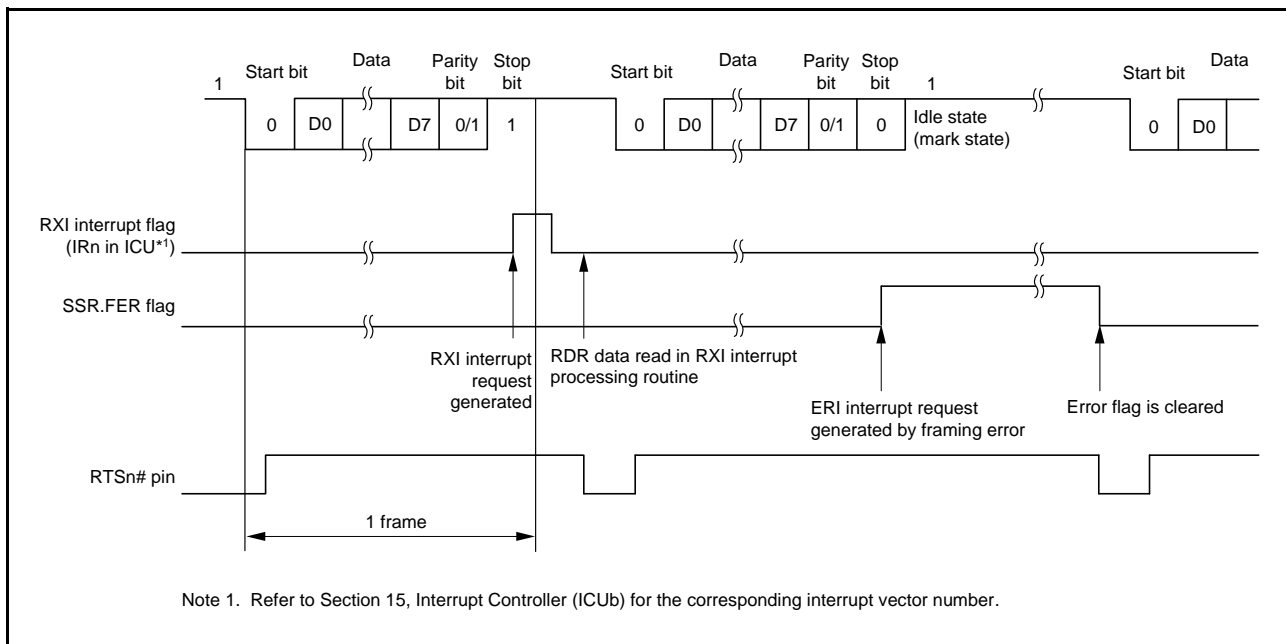 1
Start bit
Data
Parity
bit
Stop
bit
Start bit
Data
Parity
bit
Stop
bit
1
Start bit
Data
0
D0
D7
0/1
1
0
D0
D7
0/1
0
Idle state
(mark state)
0
D0
RXI interrupt flag
(IRn in ICU*1)
SSR.FER flag
RXI interrupt
request
generated
RDR data read in RXI interrupt
processing routine
ERI interrupt request
generated by framing error
Error flag is cleared
RTSn# pin
1 frame
Note 1. Refer to Section 15, Interrupt Controller (ICUb) for the corresponding interrupt vector number.